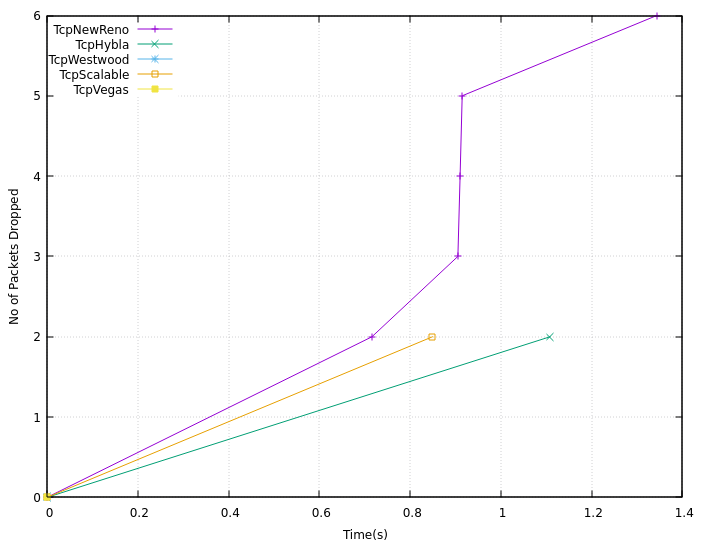 6
5
4
3
2
1
0
No of Packets Dropped
TcpNewReno
TcpHybla
TcpWestwood
TcpScalable
TcpVegas
0 0.2 0.4 0.6 0.8 1 1.2 1.4
Time(s)